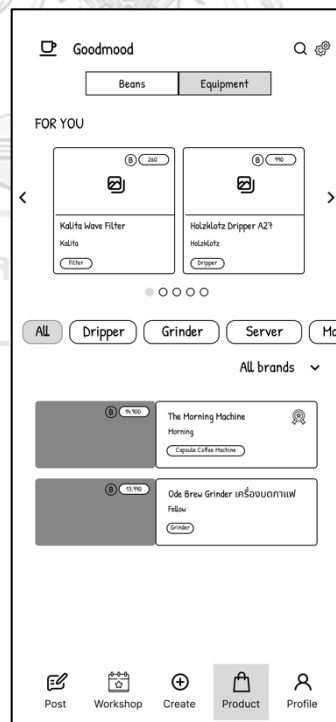 Goodmood
Beans Equipment
FOR YOU
B 260 B 990
Kalita Wave Filter Holzklotz Dripper A27
Kalita Holzklotz
Filter Dripper
All Dripper Grinder Server
All brands
B 14,900 The Morning Machine
Morning
Capsule Coffee Machine
B 13,990 Ode Brew Grinder เครื่องบดกาแฟ
Fellow
Grinder
Post Workshop Create Product Profile